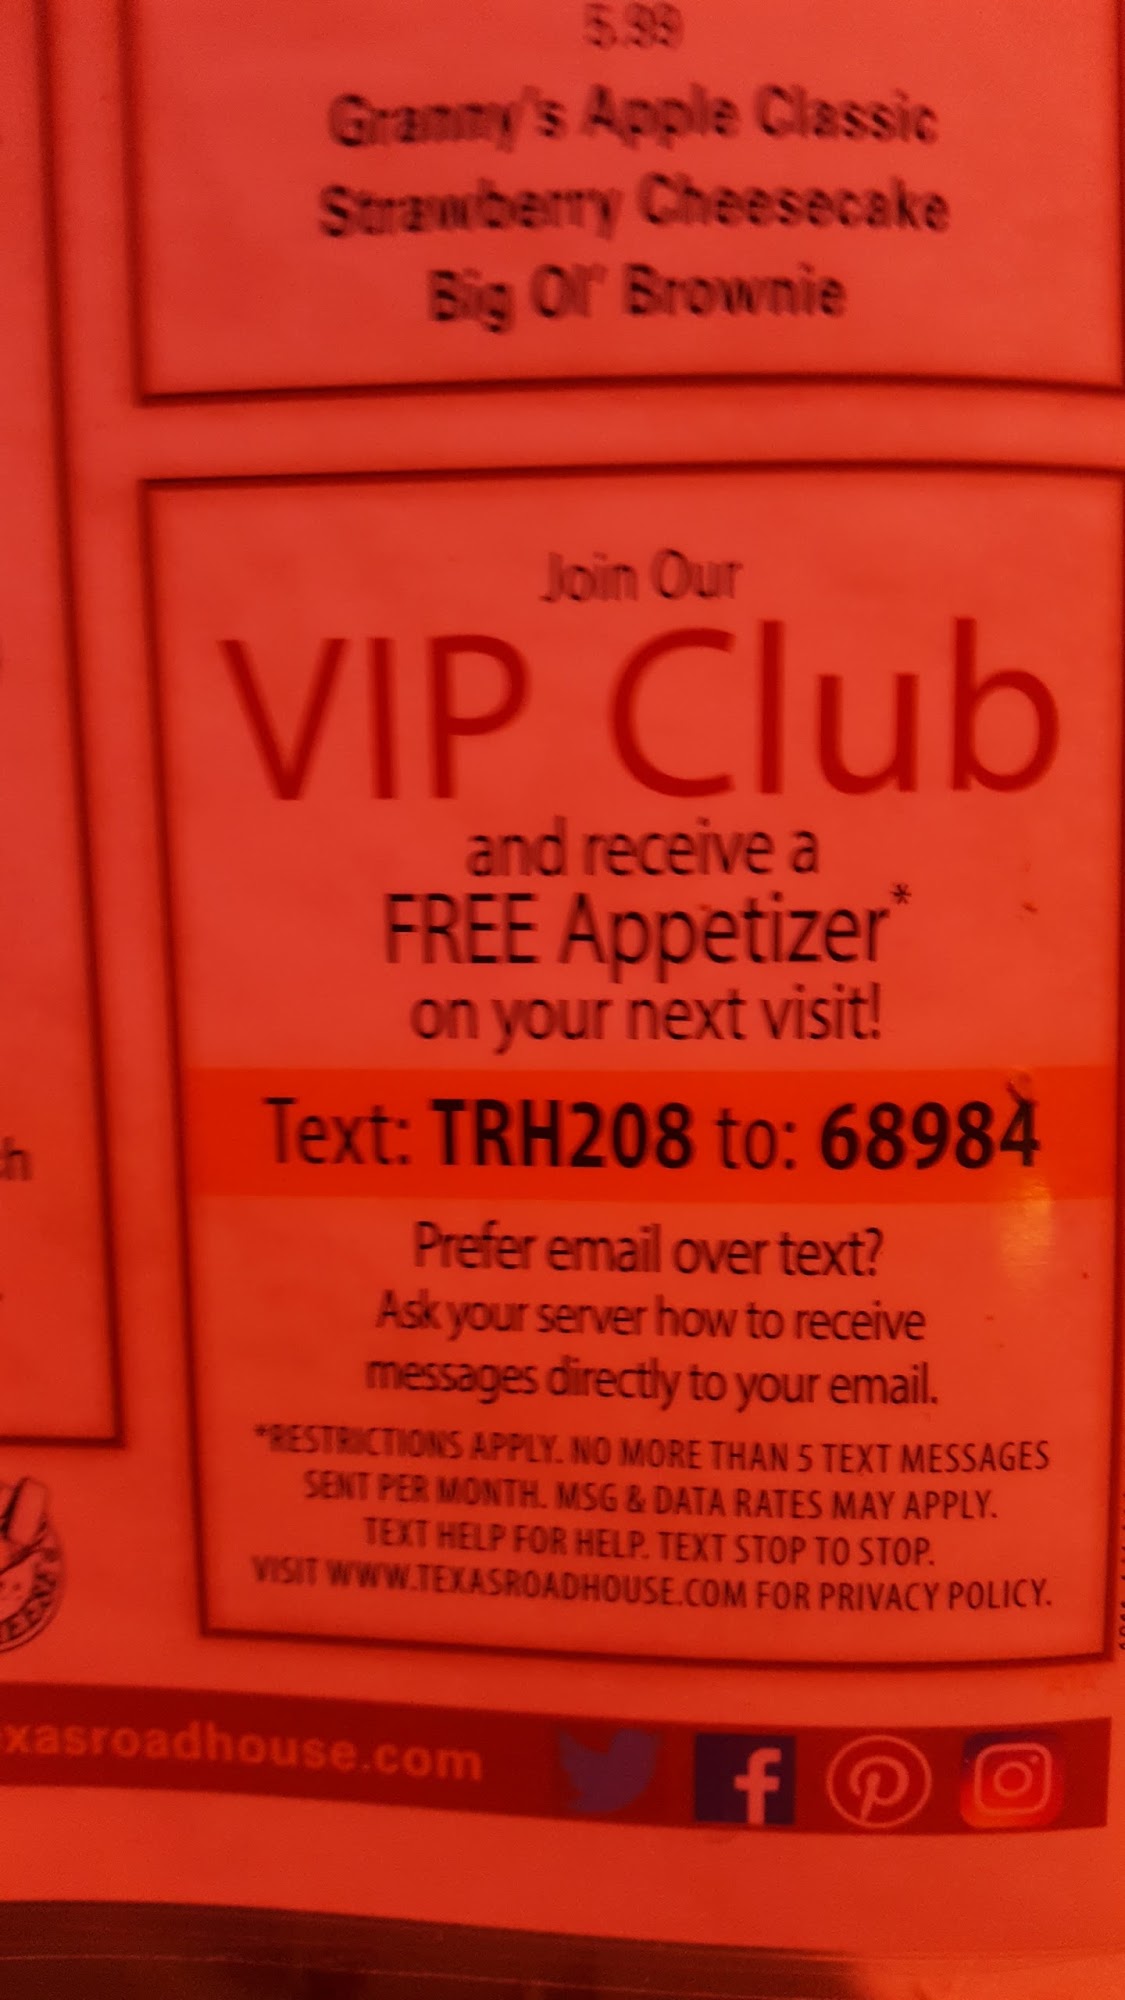 5.99
Granny's Apple Classic
Strawberry Cheesecake
Big Ol' Brownie
Join Our
VIP Club
and receive a
FREE Appetizer*
on your next visit!
Text: TRH208 to: 68984
Prefer email over text?
Ask your server how to receive
messages directly to your email.
*RESTRICTIONS APPLY. NO MORE THAN 5 TEXT MESSAGES
SENT PER MONTH. MSG & DATA RATES MAY APPLY.
TEXT HELP FOR HELP. TEXT STOP TO STOP.
VISIT WWW.TEXASROADHOUSE.COM FOR PRIVACY POLICY.
exasroadhouse.com